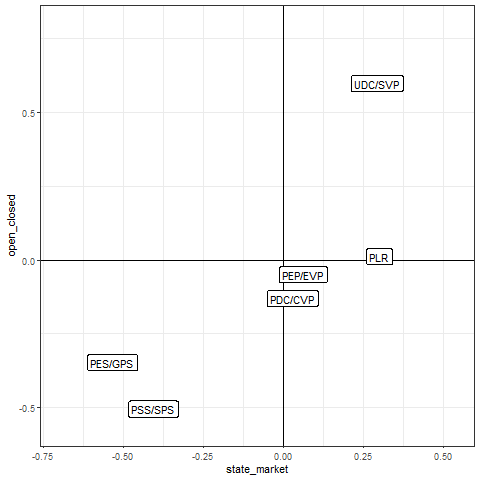 UDC/SVP
0.5
open_closed
PLR
0.0
PEP/EVP
PDC/CVP
PES/GPS
PSS/SPS
-0.5
-0.75 -0.50 -0.25 0.00 0.25 0.50
state_market